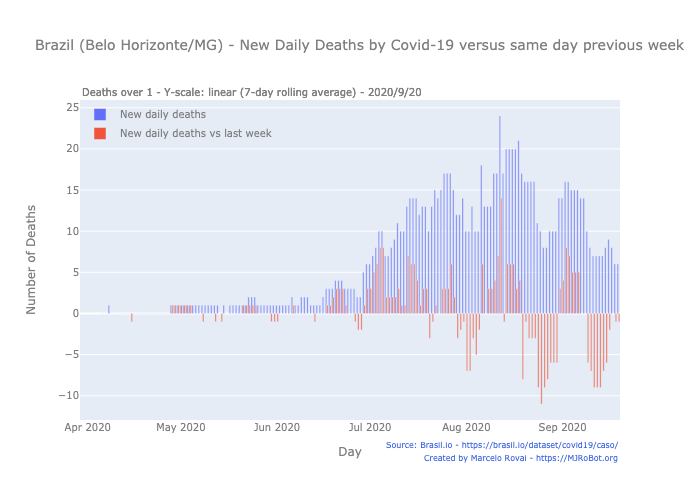 Brazil (Belo Horizonte/MG) - New Daily Deaths by Covid-19 versus same day previous week
Deaths over 1 - Y-scale: linear (7-day rolling average) - 2020/9/20
New daily deaths
New daily deaths vs last week
25
20
15
10
5
0
−5
−10
Number of Deaths
Apr 2020 May 2020 Jun 2020 Jul 2020 Aug 2020 Sep 2020
Day
Source: Brasil.io - https://brasil.io/dataset/covid19/caso/
Created by Marcelo Rovai - https://MJRoBot.org